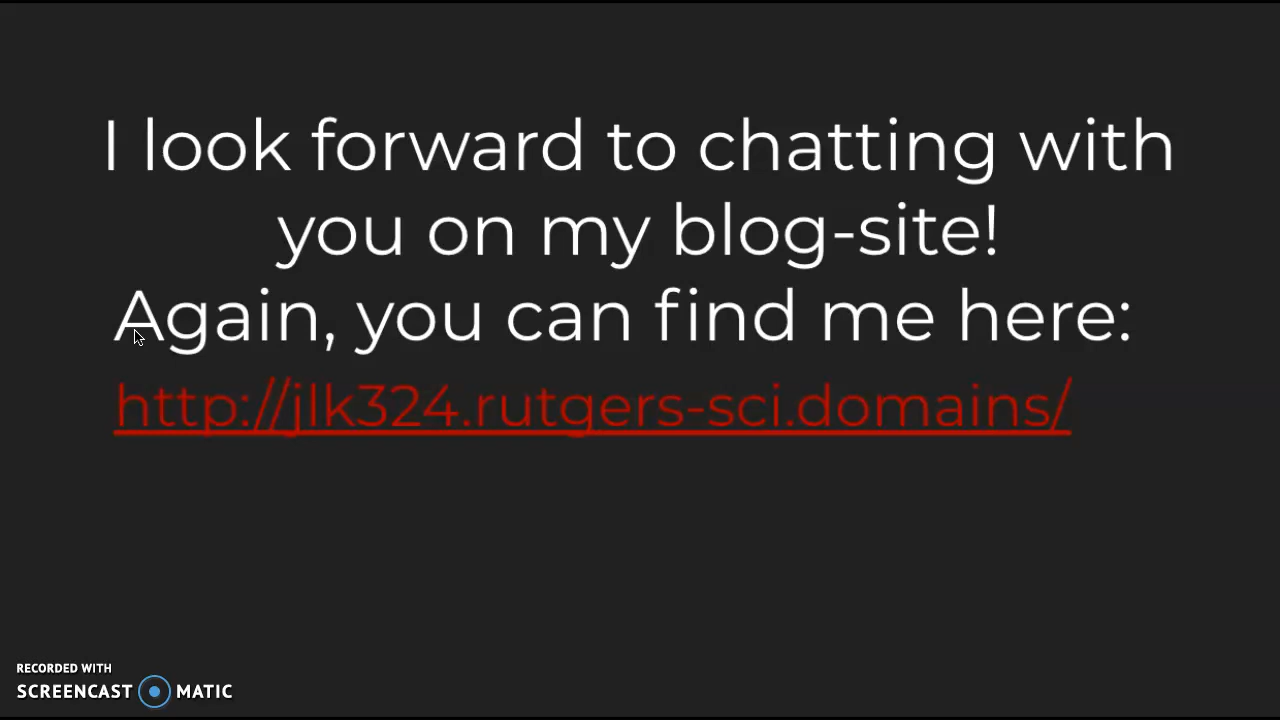 I look forward to chatting with
you on my blog-site!
Again, you can find me here:
http://jlk324.rutgers-sci.domains/
RECORDED WITH
SCREENCAST MATIC